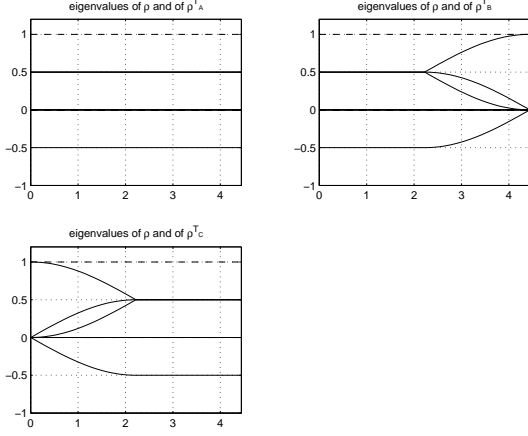 eigenvalues of ρ and of ρ^T_A
eigenvalues of ρ and of ρ^T_B
1
0.5
0
−0.5
−1
0 1 2 3 4
1
0.5
0
−0.5
−1
0 1 2 3 4
eigenvalues of ρ and of ρ^T_C
1
0.5
0
−0.5
−1
0 1 2 3 4